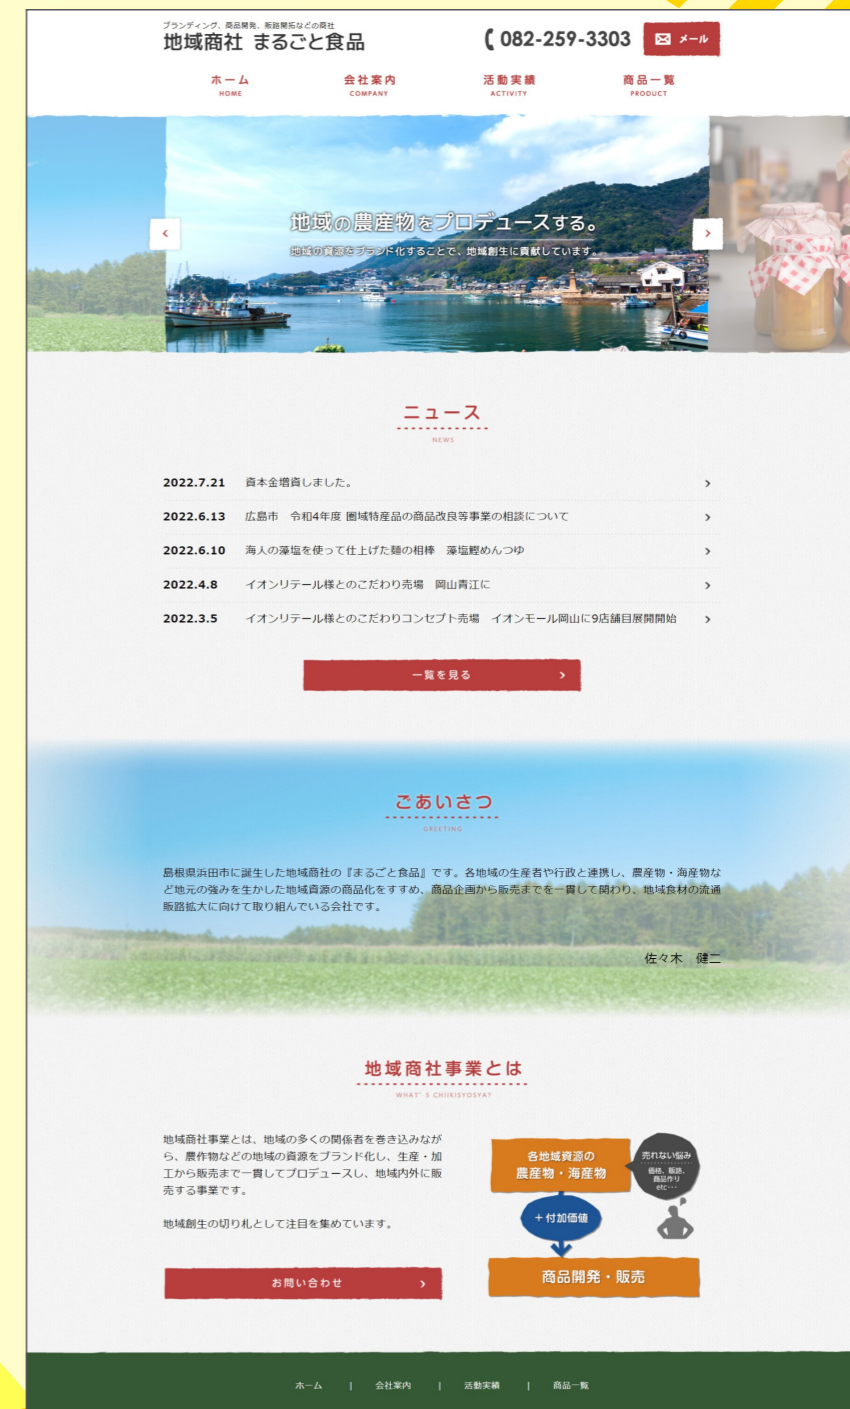 ブランディング、商品開発、販路開拓などの商社
地域商社 まるごと食品
082-259-3303
メール
ホーム
HOME
会社案内
COMPANY
活動実績
ACTIVITY
商品一覧
PRODUCT
地域の農産物をプロデュースする。
地域の資源をブランド化することで、地域創生に貢献しています。
ニュース
NEWS
2022.7.21 資本金増資しました。
2022.6.13 広島市 令和4年度 圏域特産品の商品改良等事業の相談について
2022.6.10 海人の藻塩を使って仕上げた麺の相棒 藻塩鰹めんつゆ
2022.4.8 イオンリテール様とのこだわり売場 岡山青江に
2022.3.5 イオンリテール様とのこだわりコンセプト売場 イオンモール岡山に9店舗目展開開始
一覧を見る
ごあいさつ
GREETING
島根県浜田市に誕生した地域商社の『まるごと食品』です。各地域の生産者や行政と連携し、農産物・海産物な
ど地元の強みを生かした地域資源の商品化をすすめ、商品企画から販売までを一貫して関わり、地域食材の流通
販路拡大に向けて取り組んでいる会社です。
佐々木 健二
地域商社事業とは
WHAT' S CHIIKISYOSYA?
地域商社事業とは、地域の多くの関係者を巻き込みなが
ら、農作物などの地域の資源をブランド化し、生産・加
工から販売まで一貫してプロデュースし、地域内外に販
売する事業です。
地域創生の切り札として注目を集めています。
お問い合わせ
各地域資源の
農産物・海産物
売れない悩み
価格、販路、
商品作り
etc…
＋付加価値
商品開発・販売
ホーム | 会社案内 | 活動実績 | 商品一覧